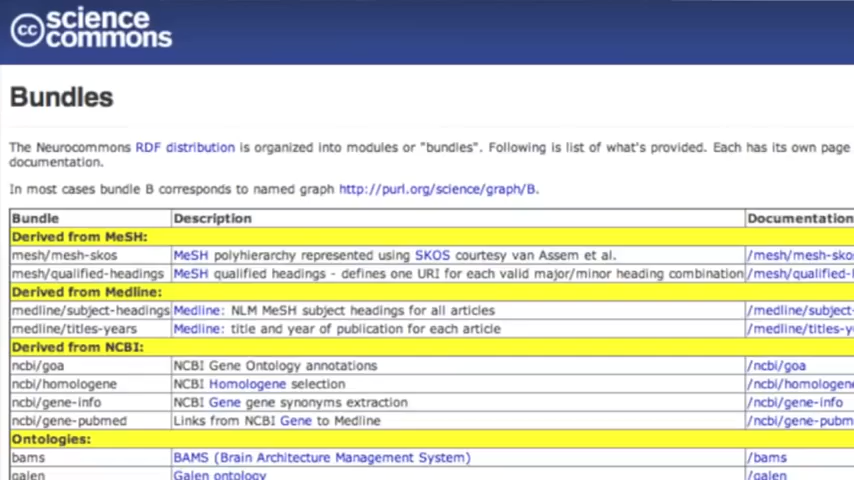 cc science commons
Bundles
The Neurocommons RDF distribution is organized into modules or "bundles". Following is list of what's provided. Each has its own page
documentation.
In most cases bundle B corresponds to named graph http://purl.org/science/graph/B.
Bundle Description Documentation
Derived from MeSH:
mesh/mesh-skos MeSH polyhierarchy represented using SKOS courtesy van Assem et al. /mesh/mesh-sko
mesh/qualified-headings MeSH qualified headings - defines one URI for each valid major/minor heading combination /mesh/qualified-
Derived from Medline:
medline/subject-headings Medline: NLM MeSH subject headings for all articles /medline/subject-
medline/titles-years Medline: title and year of publication for each article /medline/titles-y
Derived from NCBI:
ncbi/goa NCBI Gene Ontology annotations /ncbi/goa
ncbi/homologene NCBI Homologene selection /ncbi/homologene
ncbi/gene-info NCBI Gene gene synonyms extraction /ncbi/gene-info
ncbi/gene-pubmed Links from NCBI Gene to Medline /ncbi/gene-pubm
Ontologies:
bams BAMS (Brain Architecture Management System) /bams
galen Galen ontology /galen